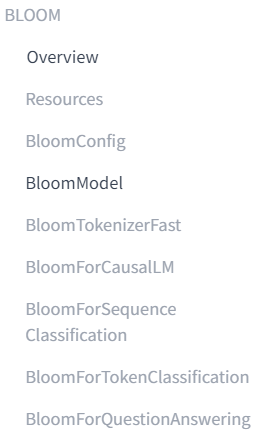 BLOOM
Overview
Resources
BloomConfig
BloomModel
BloomTokenizerFast
BloomForCausalLM
BloomForSequence
Classification
BloomForTokenClassification
BloomForQuestionAnswering